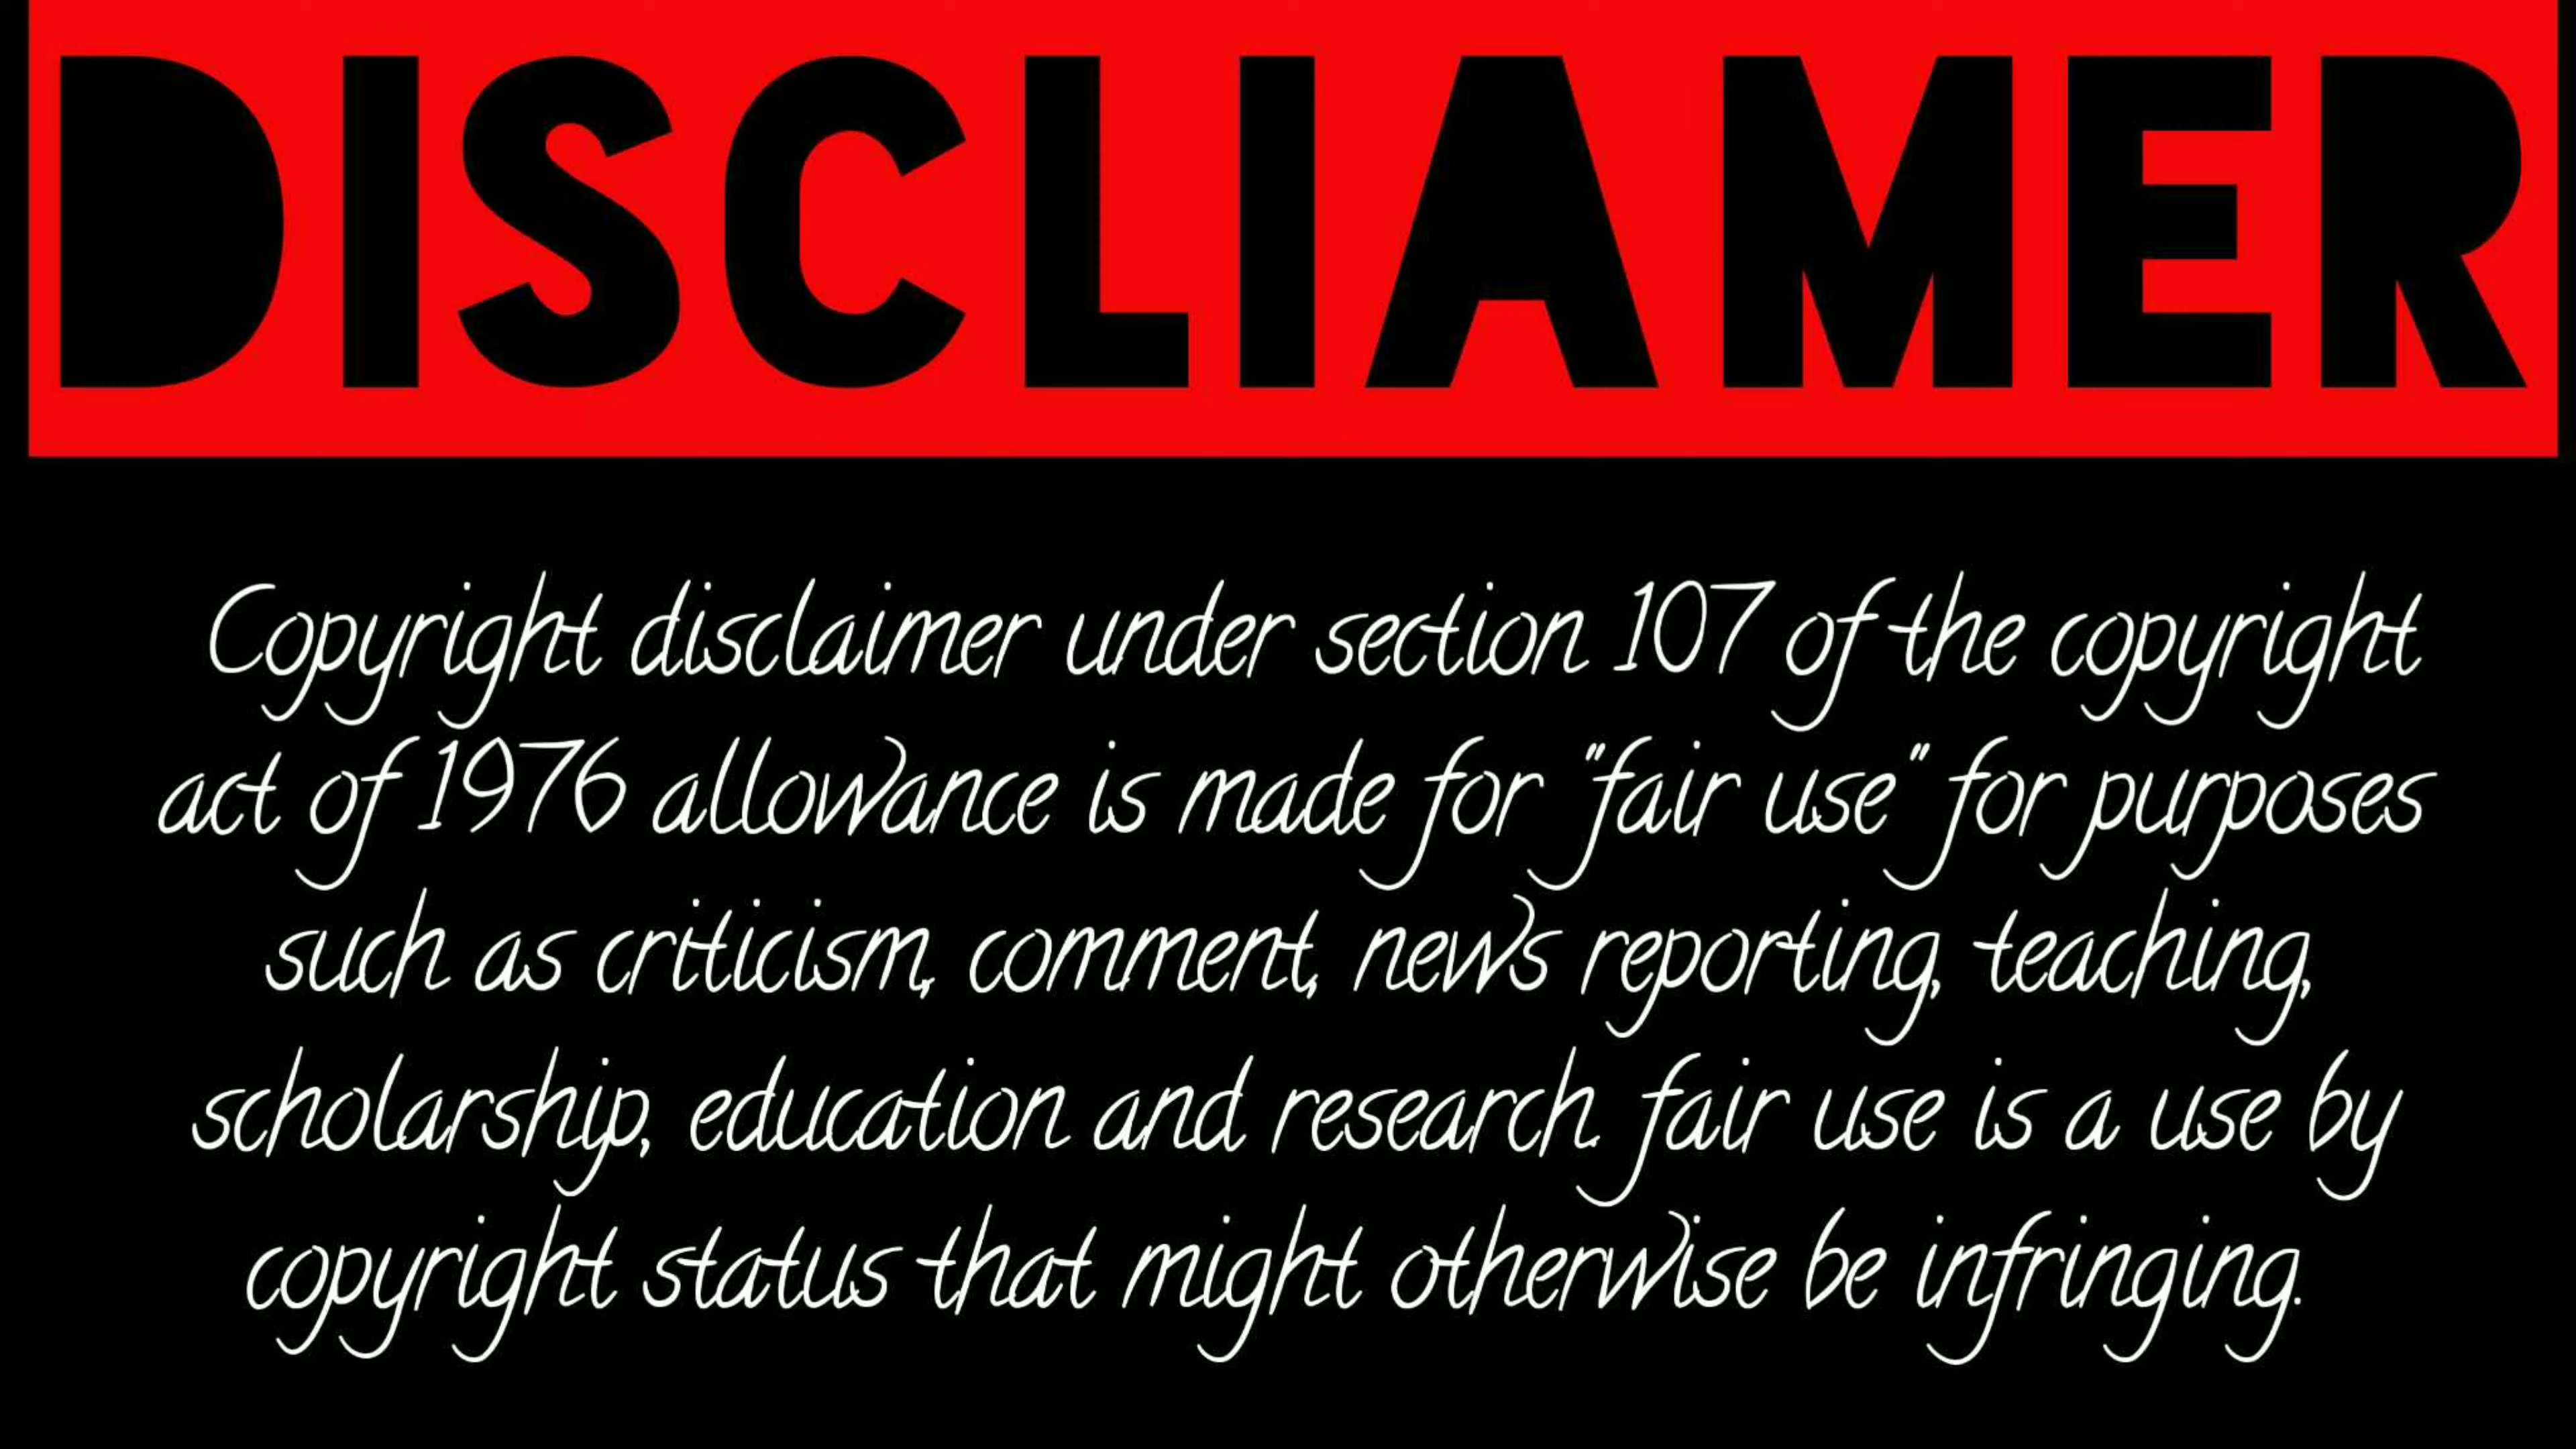 DISCLIAMER
Copyright disclaimer under section 107 of the copyright
act of 1976 allowance is made for "fair use" for purposes
such as criticism, comment, news reporting, teaching,
scholarship, education and research. fair use is a use by
copyright status that might otherwise be infringing.